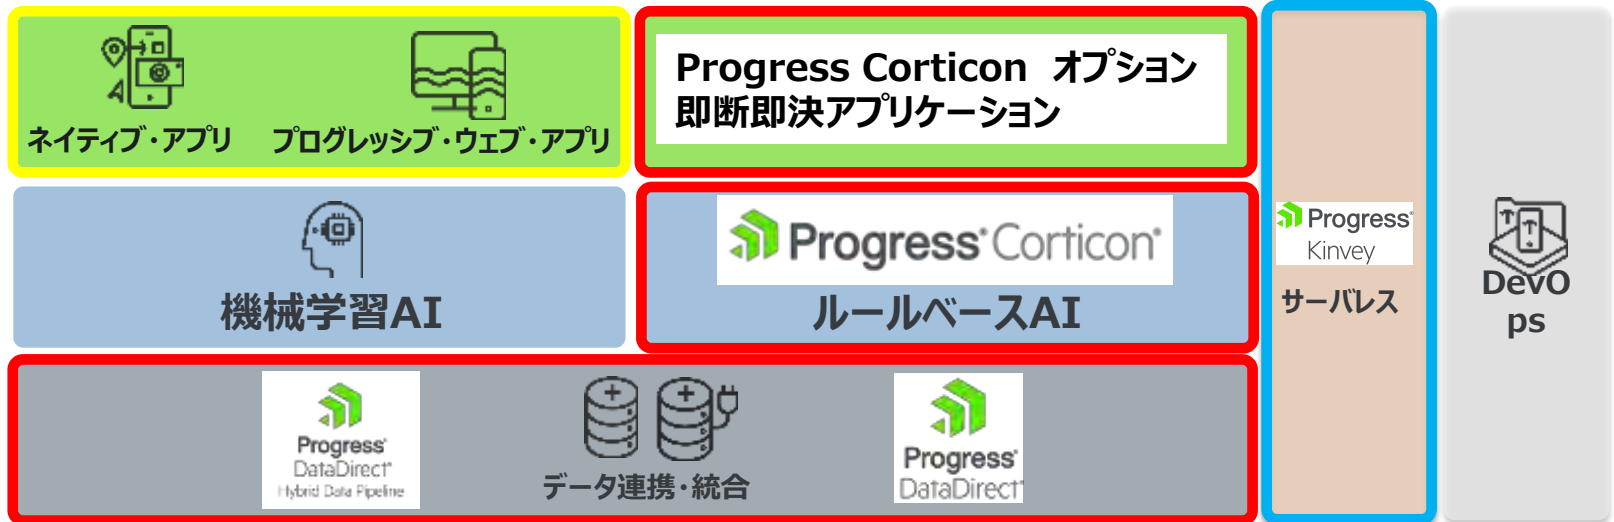 ネイティブ・アプリ
プログレッシブ・ウェブ・アプリ
Progress Corticon オプション
即断即決アプリケーション
機械学習AI
Progress Corticon
ルールベースAI
Progress
DataDirect
Hybrid Data Pipeline
データ連携・統合
Progress
DataDirect
Progress
Kinvey
サーバレス
DevO
ps